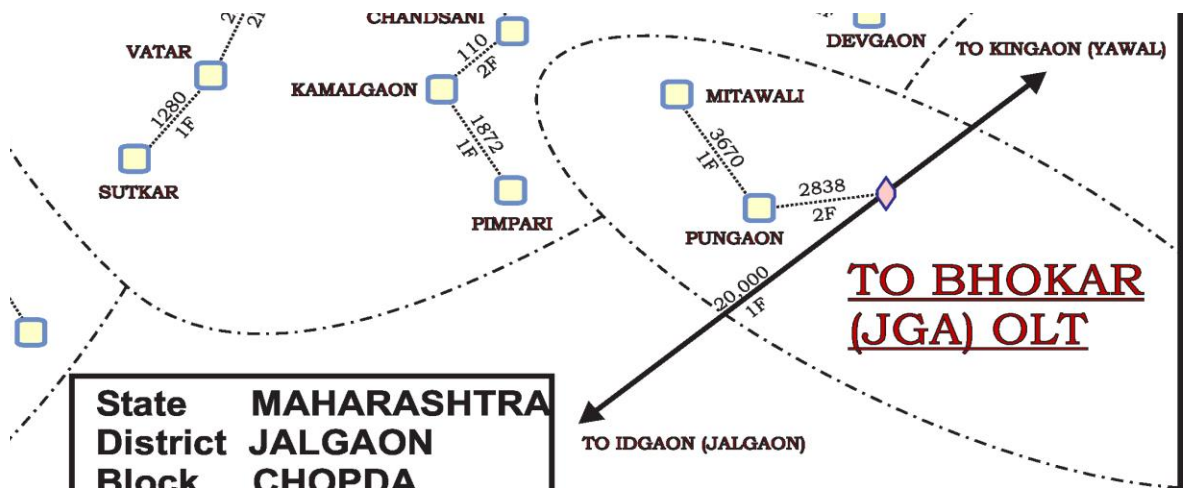 CHANDSANI
DEVGAON
VATAR
110
2F
TO KINGAON (YAWAL)
KAMALGAON
MITAWALI
1280
1F
1872
1F
3670
1F
SUTKAR
PIMPARI
2838
2F
PUNGAON
20,000
1F
TO BHOKAR
(JGA) OLT
State MAHARASHTRA
District JALGAON
Block CHOPDA
TO IDGAON (JALGAON)